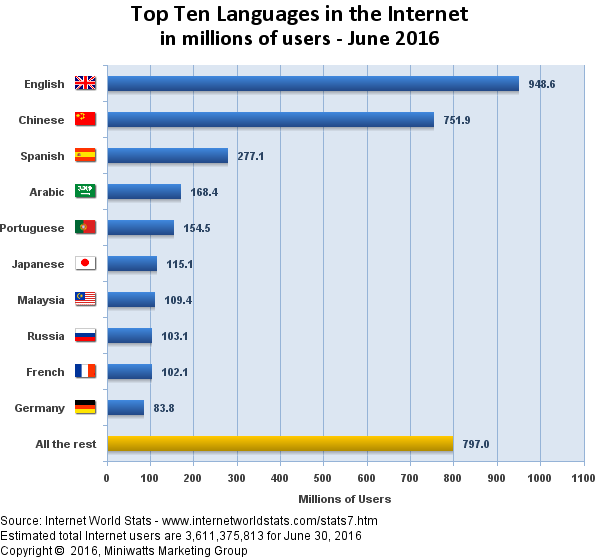 Top Ten Languages in the Internet
in millions of users - June 2016
English 948.6
Chinese 751.9
Spanish 277.1
Arabic 168.4
Portuguese 154.5
Japanese 115.1
Malaysia 109.4
Russia 103.1
French 102.1
Germany 83.8
All the rest 797.0
0 100 200 300 400 500 600 700 800 900 1000 1100
Millions of Users
Source: Internet World Stats - www.internetworldstats.com/stats7.htm
Estimated total Internet users are 3,611,375,813 for June 30, 2016
Copyright © 2016, Miniwatts Marketing Group